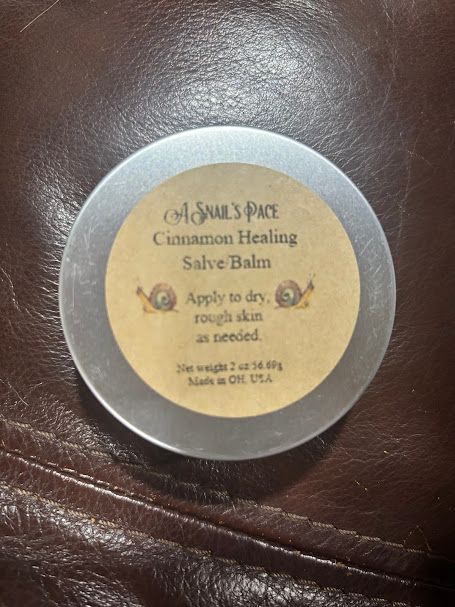 A Snail's Pace
Cinnamon Healing
Salve/Balm
Apply to dry,
rough skin
as needed.
Net weight 2 oz 56.69g
Made in OH, USA